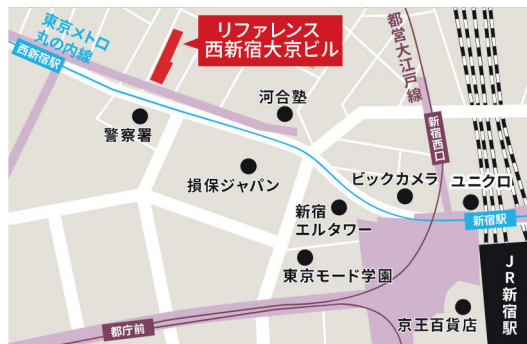 東京メトロ
丸の内線
西新宿駅
リファレンス
西新宿大京ビル
都営大江戸線
河合塾
警察署
新宿西口
損保ジャパン
ビックカメラ
ユニクロ
新宿
エルタワー
新宿駅
東京モード学園
JR新宿駅
都庁前
京王百貨店